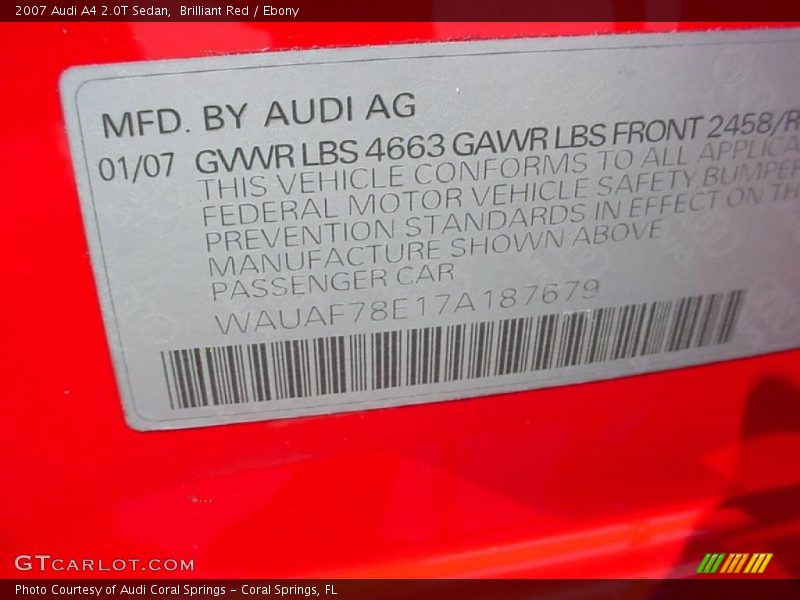 2007 Audi A4 2.0T Sedan,  Brilliant Red / Ebony
MFD. BY AUDI AG
01/07 GVWR LBS 4663 GAWR LBS FRONT 2458/R
THIS VEHICLE CONFORMS TO ALL APPLICA
FEDERAL MOTOR VEHICLE SAFETY BUMPER
PREVENTION STANDARDS IN EFFECT ON TH
MANUFACTURE SHOWN ABOVE
PASSENGER CAR
WAUAF78E17A187679
GTCARLOT.COM
Photo Courtesy of Audi Coral Springs – Coral Springs, FL